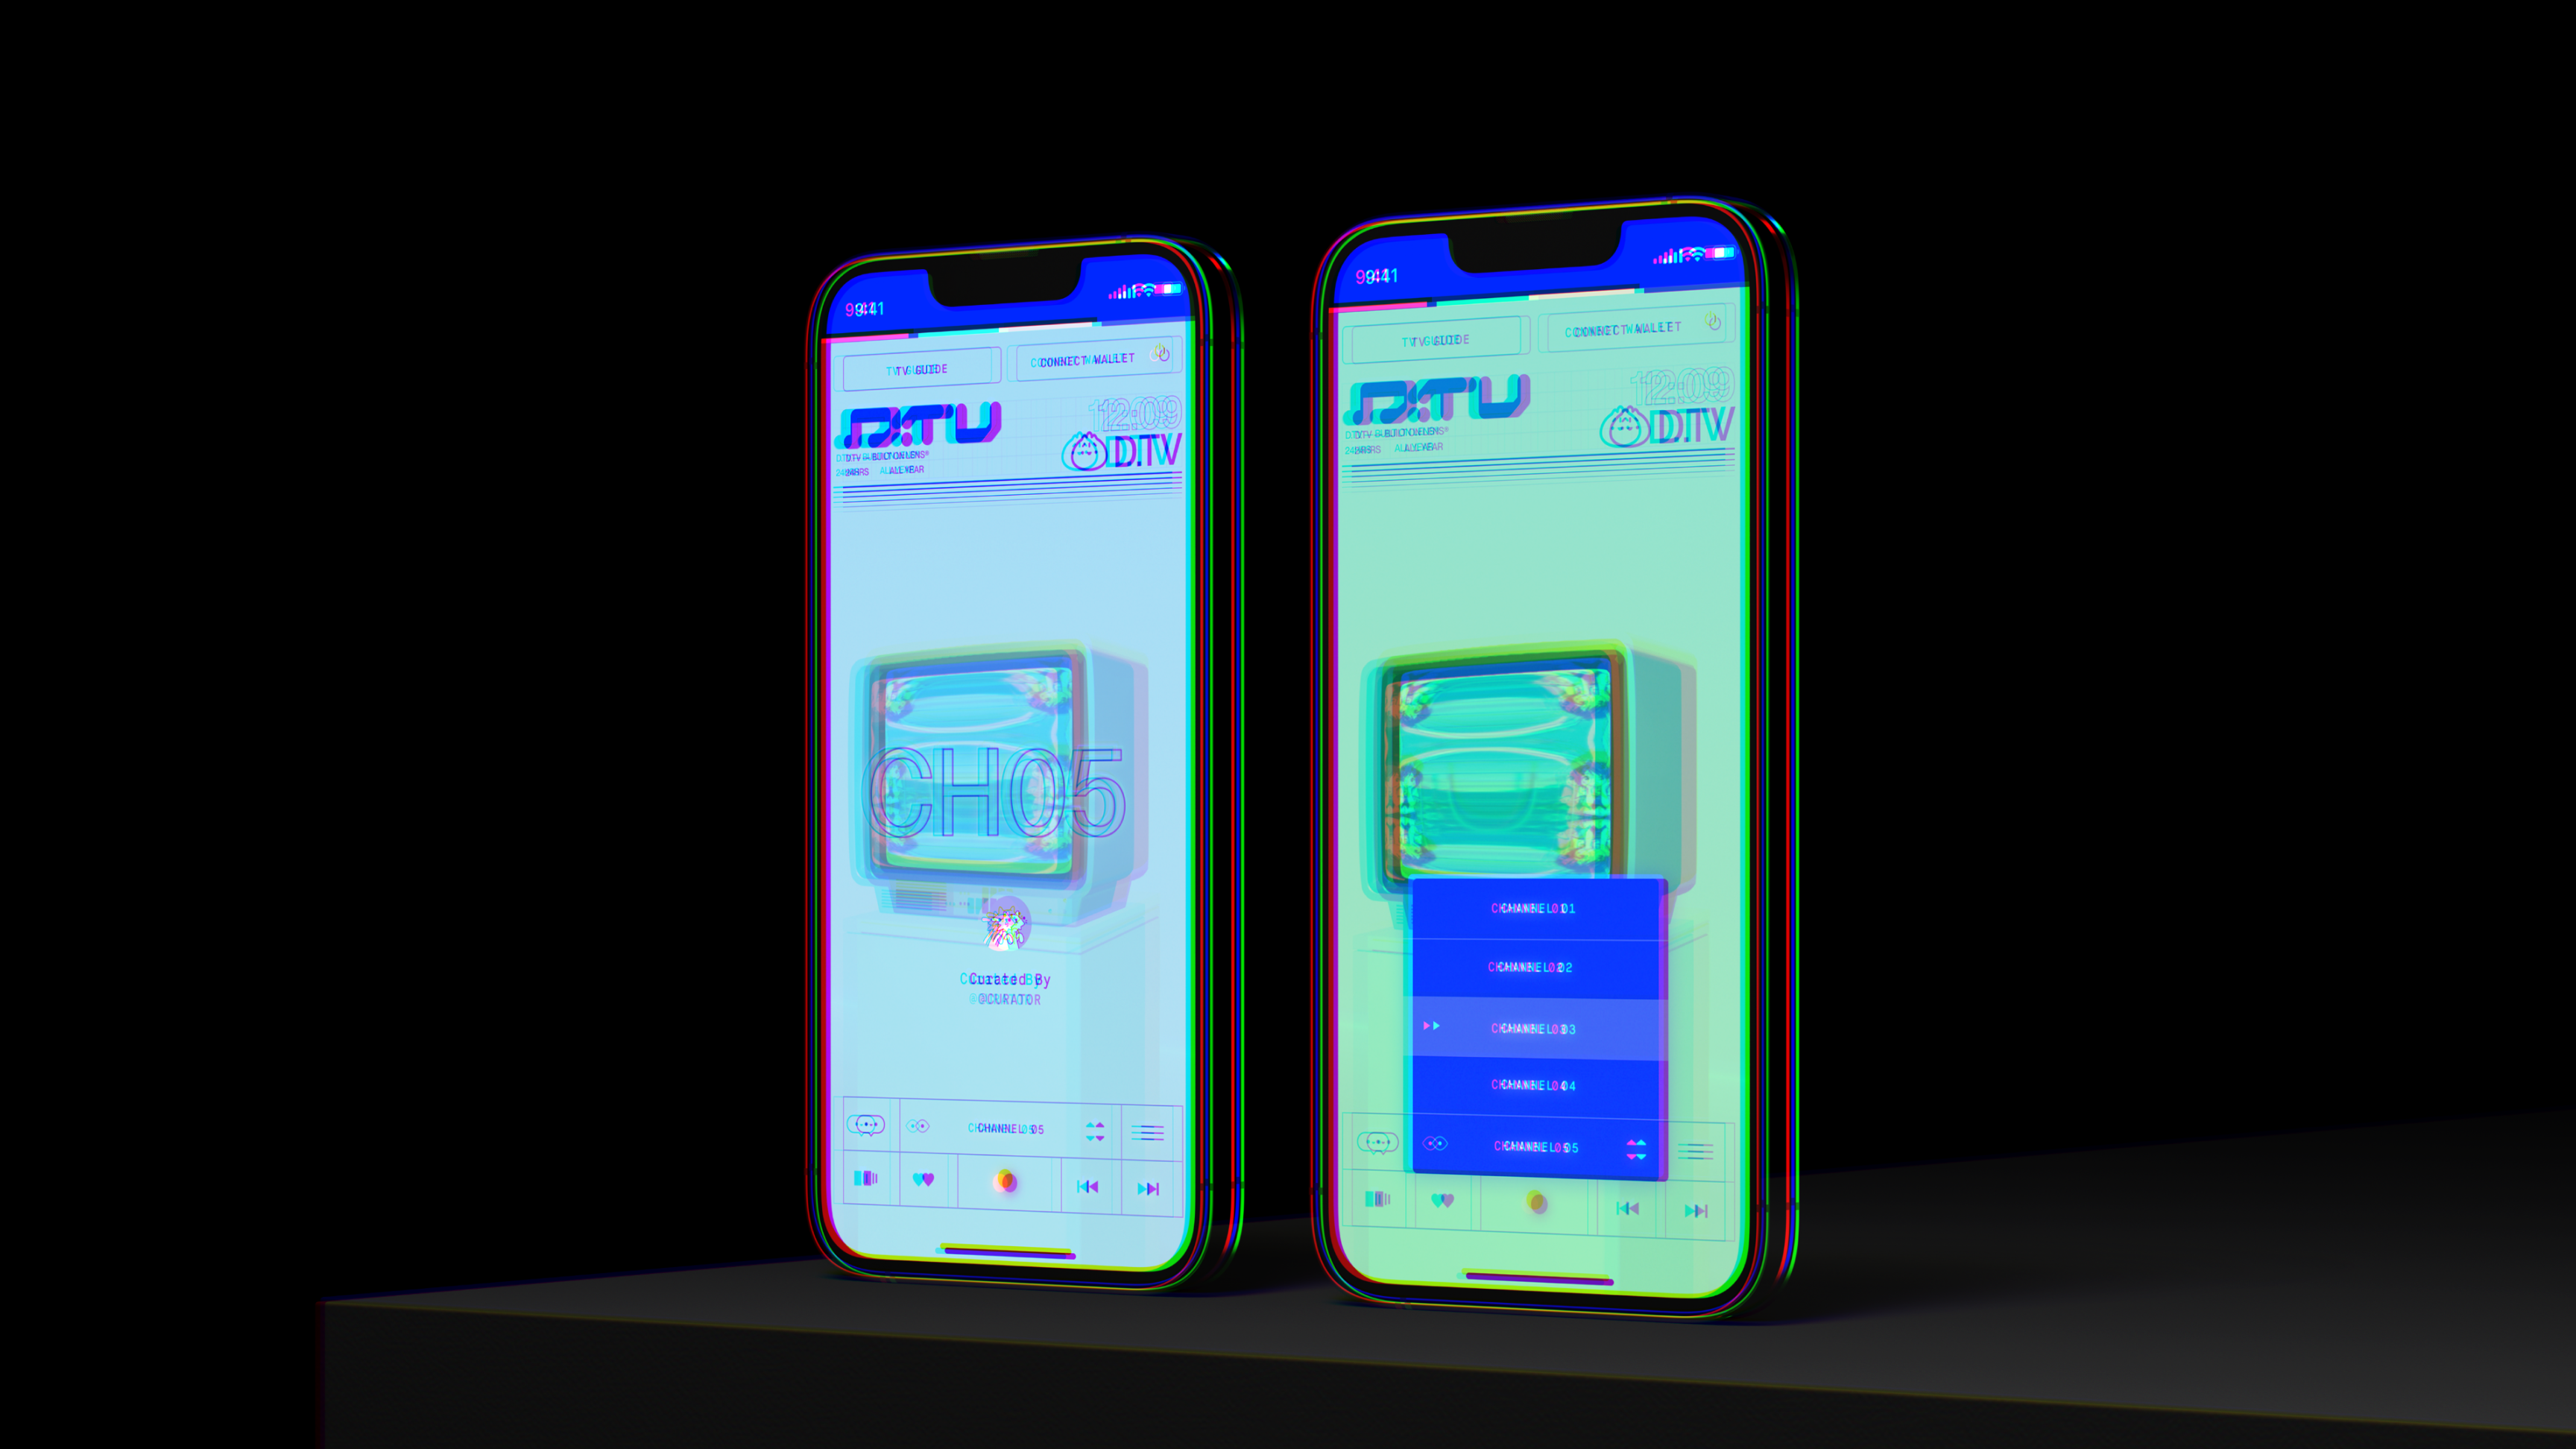 9:41
TV GUIDE
CONNECT WALLET
D.TV
12:09
D.TV
D.TV — BUILT ON LENS®
24HRS ALL YEAR
CH05
Curated By
@CURATOR
CHANNEL 05
9:41
TV GUIDE
CONNECT WALLET
D.TV
12:09
D.TV
D.TV — BUILT ON LENS®
24HRS ALL YEAR
CHANNEL 01
CHANNEL 02
CHANNEL 03
CHANNEL 04
CHANNEL 05